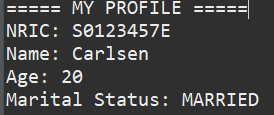 ===== MY PROFILE =====
NRIC: S0123457E
Name: Carlsen
Age: 20
Marital Status: MARRIED